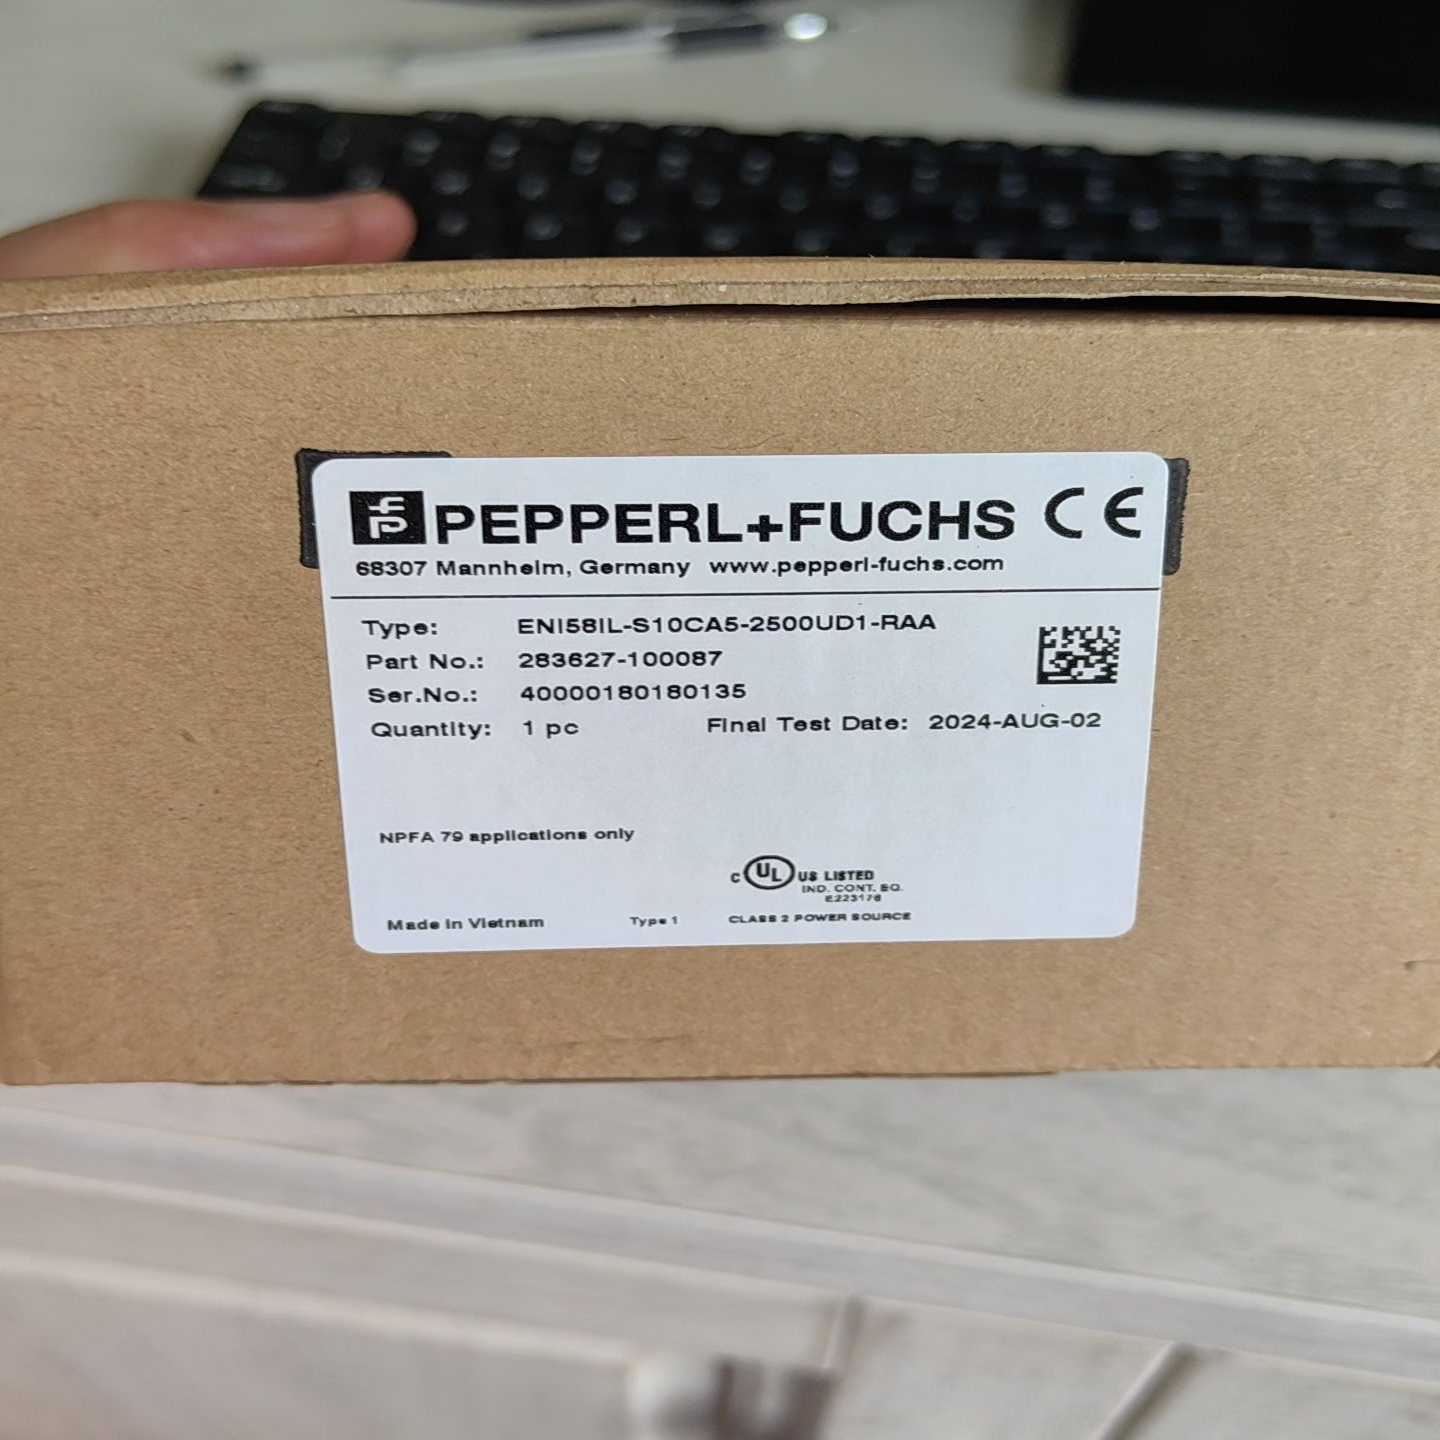 PEPPERL+FUCHS CE
68307 Mannheim, Germany www.pepperl-fuchs.com
Type: ENI58IL-S10CA5-2500UD1-RAA
Part No.: 283627-100087
Ser.No.: 40000180180135
Quantity: 1 pc Final Test Date: 2024-AUG-02
NPFA 79 applications only
c UL US LISTED
IND. CONT. EQ.
E223176
Made in Vietnam Type 1 CLASS 2 POWER SOURCE